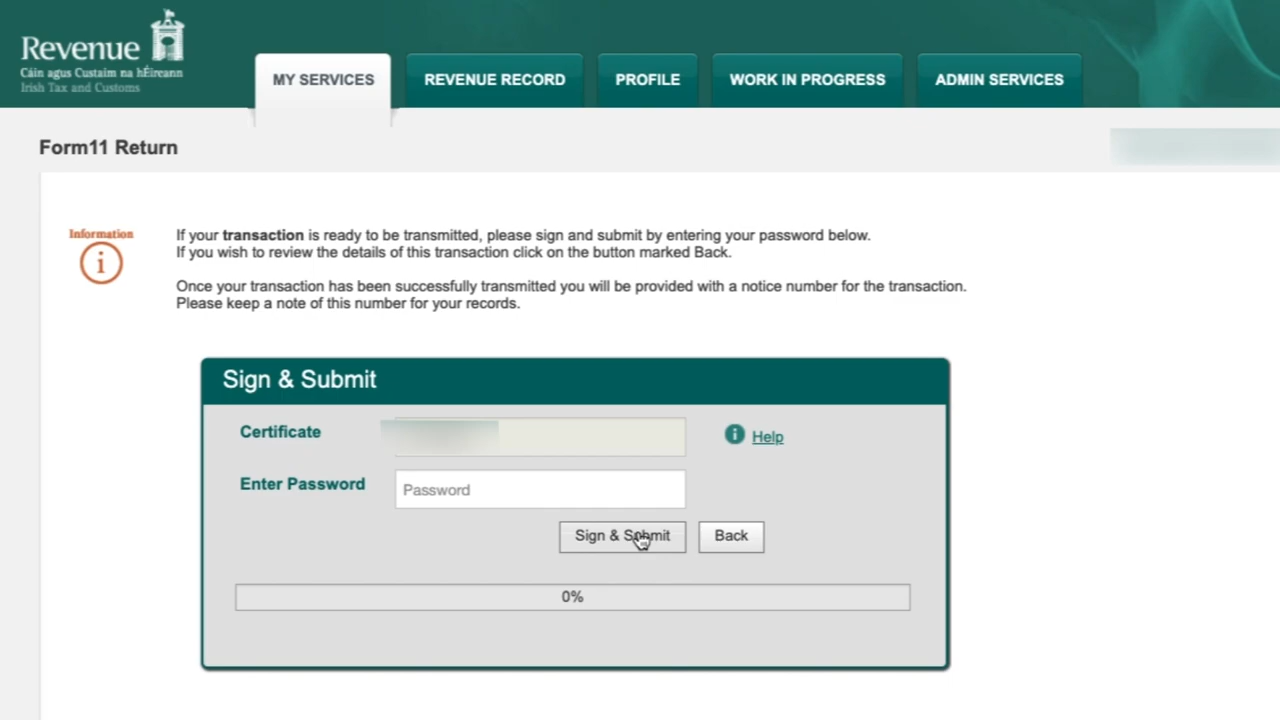 Revenue
Cáin agus Custaim na hÉireann
Irish Tax and Customs
MY SERVICES
REVENUE RECORD
PROFILE
WORK IN PROGRESS
ADMIN SERVICES
Form11 Return
Information
i
If your transaction is ready to be transmitted, please sign and submit by entering your password below.
If you wish to review the details of this transaction click on the button marked Back.
Once your transaction has been successfully transmitted you will be provided with a notice number for the transaction.
Please keep a note of this number for your records.
Sign & Submit
Certificate
i Help
Enter Password
Password
Sign & Submit
Back
0%